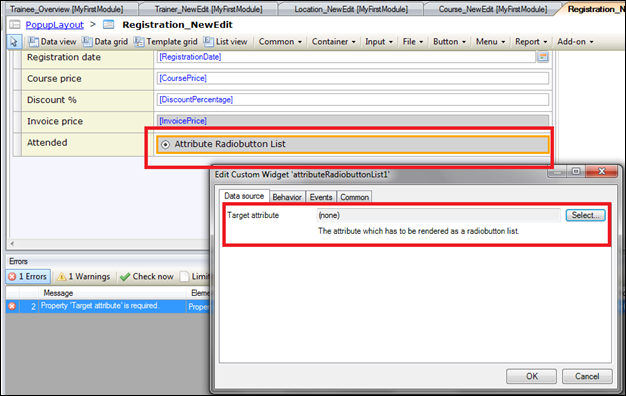 Trainee_Overview [MyFirstModule] Trainer_NewEdit [MyFirstModule] Location_NewEdit [MyFirstModule] Course_NewEdit [MyFirstModule] Registration_Ne
PopupLayout > Registration_NewEdit
Data view Data grid Template grid List view Common Container Input File Button Menu Report Add-on
Registration date [RegistrationDate]
Course price [CoursePrice]
Discount % [DiscountPercentage]
Invoice price [InvoicePrice]
Attended Attribute Radiobutton List
Edit Custom Widget 'attributeRadiobuttonList1'
Data source Behavior Events Common
Target attribute (none) Select...
The attribute which has to be rendered as a radiobutton list.
Errors
1 Errors 1 Warnings Check now Limi
Message Eleme
2 Property 'Target attribute' is required. Prope
OK Cancel